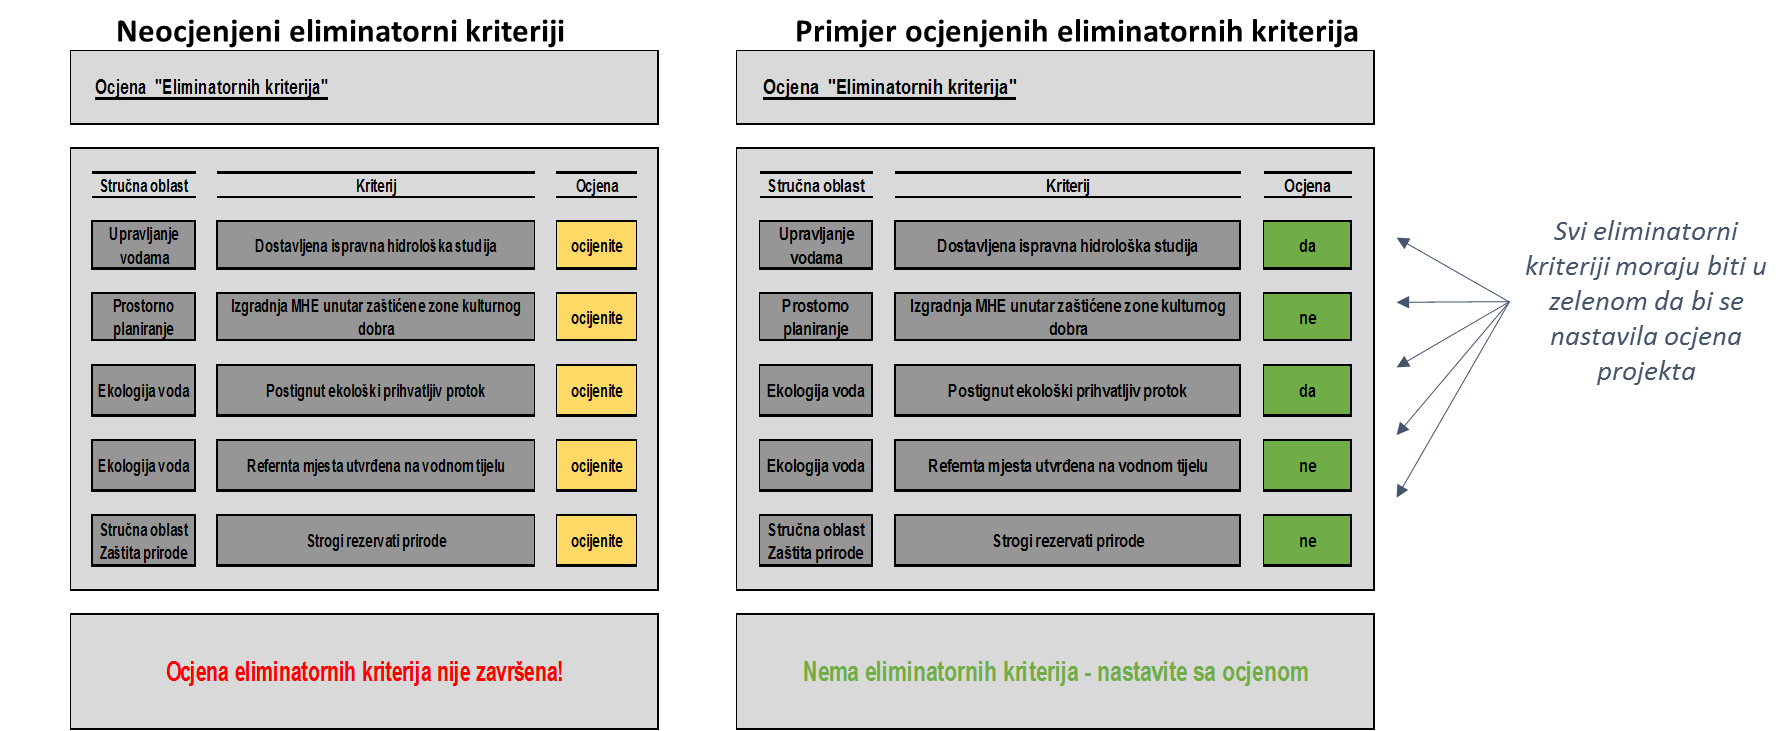 Neocjenjeni eliminatorni kriteriji
Ocjena "Eliminatornih kriterija"
Stručna oblast Kriterij Ocjena
Upravljanje
vodama
Dostavljena ispravna hidrološka studija
ocijenite
Prostorno
planiranje
Izgradnja MHE unutar zaštićene zone kulturnog
dobra
ocijenite
Ekologija voda
Postignut ekološki prihvatljiv protok
ocijenite
Ekologija voda
Refernta mjesta utvrđena na vodnom tijelu
ocijenite
Stručna oblast
Zaštita prirode
Strogi rezervati prirode
ocijenite
Ocjena eliminatornih kriterija nije završena!
Primjer ocjenjenih eliminatornih kriterija
Ocjena "Eliminatornih kriterija"
Stručna oblast Kriterij Ocjena
Upravljanje
vodama
Dostavljena ispravna hidrološka studija
da
Prostorno
planiranje
Izgradnja MHE unutar zaštićene zone kulturnog
dobra
ne
Ekologija voda
Postignut ekološki prihvatljiv protok
da
Ekologija voda
Refernta mjesta utvrđena na vodnom tijelu
ne
Stručna oblast
Zaštita prirode
Strogi rezervati prirode
ne
Nema eliminatornih kriterija - nastavite sa ocjenom
Svi eliminatorni
kriteriji moraju biti u
zelenom da bi se
nastavila ocjena
projekta